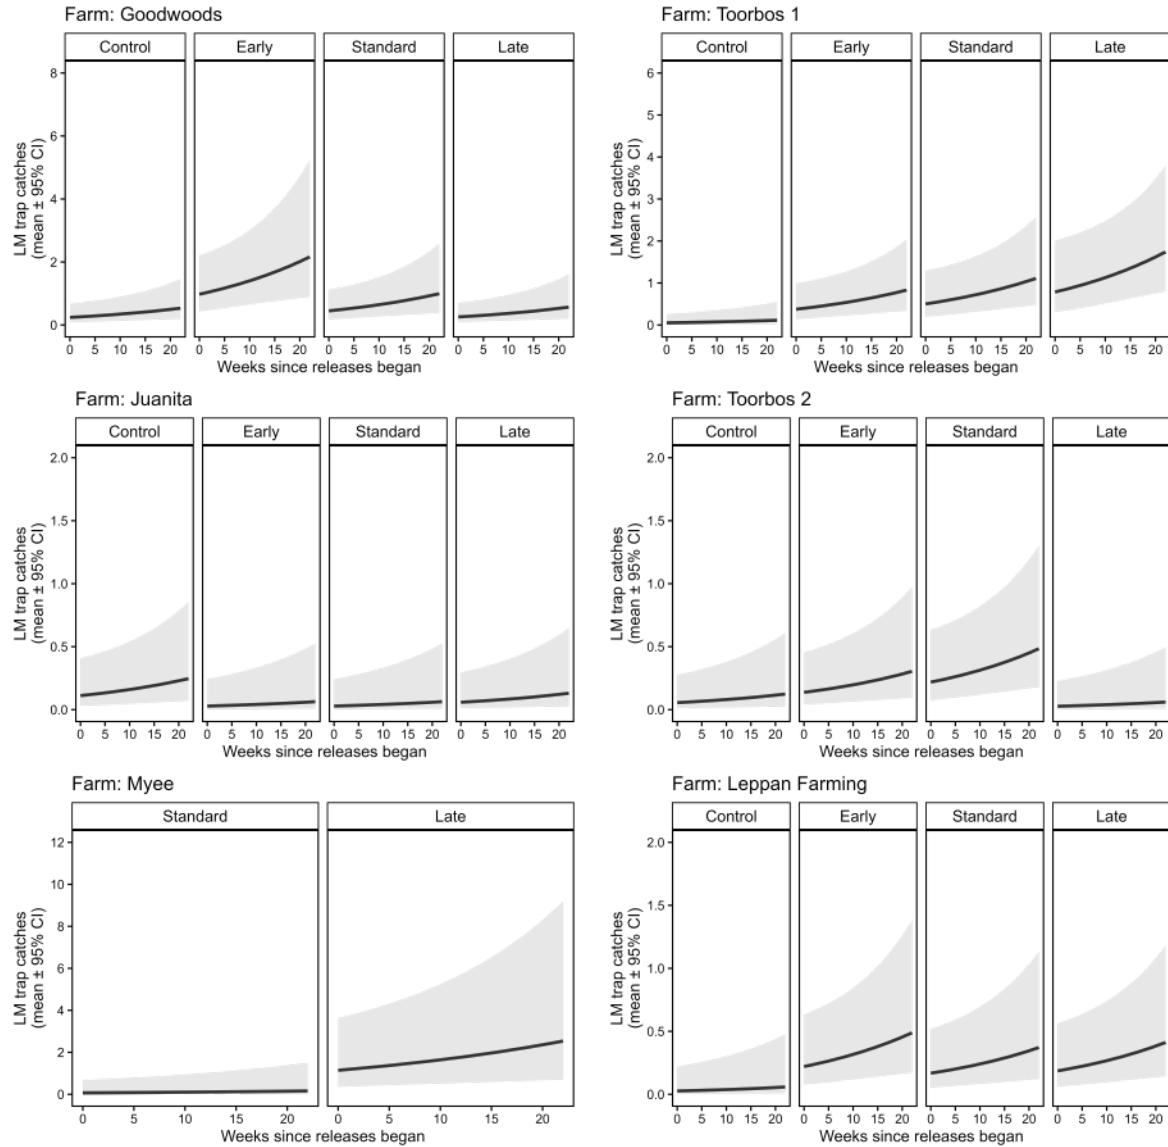 Farm: Goodwoods
Control Early Standard Late
8
6
4
2
0
LM trap catches
(mean ± 95% CI)
0 5 10 15 20 0 5 10 15 20 0 5 10 15 20 0 5 10 15 20
Weeks since releases began
Farm: Toorbos 1
Control Early Standard Late
6
5
4
3
2
1
0
LM trap catches
(mean ± 95% CI)
0 5 10 15 20 0 5 10 15 20 0 5 10 15 20 0 5 10 15 20
Weeks since releases began
Farm: Juanita
Control Early Standard Late
2.0
1.5
1.0
0.5
0.0
LM trap catches
(mean ± 95% CI)
0 5 10 15 20 0 5 10 15 20 0 5 10 15 20 0 5 10 15 20
Weeks since releases began
Farm: Toorbos 2
Control Early Standard Late
2.0
1.5
1.0
0.5
0.0
LM trap catches
(mean ± 95% CI)
0 5 10 15 20 0 5 10 15 20 0 5 10 15 20 0 5 10 15 20
Weeks since releases began
Farm: Myee
Standard Late
12
10
8
6
4
2
0
LM trap catches
(mean ± 95% CI)
0 5 10 15 20 0 5 10 15 20
Weeks since releases began
Farm: Leppan Farming
Control Early Standard Late
2.0
1.5
1.0
0.5
0.0
LM trap catches
(mean ± 95% CI)
0 5 10 15 20 0 5 10 15 20 0 5 10 15 20 0 5 10 15 20
Weeks since releases began